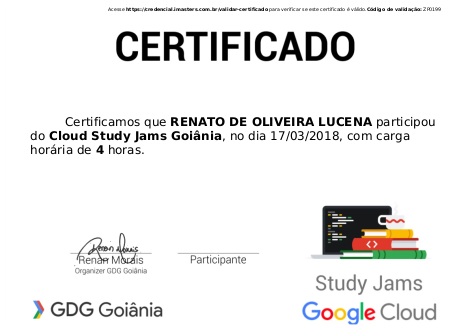 Acesse https://credencial.imasters.com.br/validar-certificado para verificar se este certificado é válido. Código de validação: ZP0199
CERTIFICADO
Certificamos que RENATO DE OLIVEIRA LUCENA participou
do Cloud Study Jams Goiânia, no dia 17/03/2018, com carga
horária de 4 horas.
Renan Morais
Renan Morais
Organizer GDG Goiânia
Participante
Study Jams
Google Cloud
GDG Goiânia